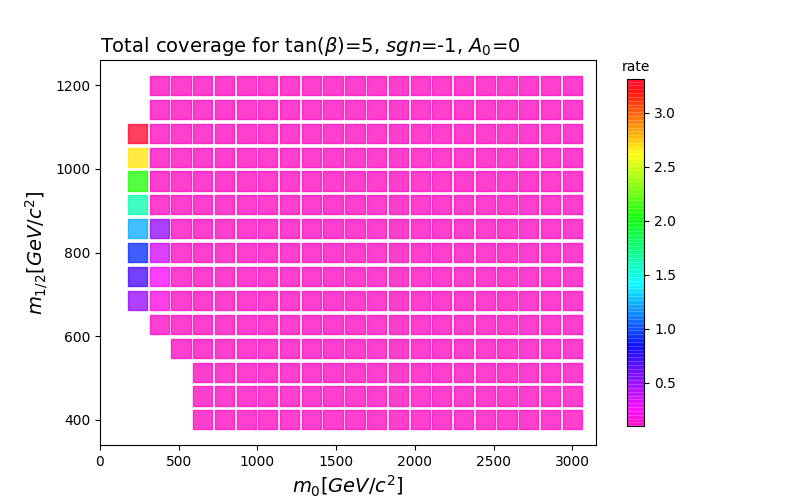 Total coverage for tan(β)=5, sgn=-1, A₀=0
rate
1200
1000
800
600
400
m₁/₂[GeV/c²]
0 500 1000 1500 2000 2500 3000
m₀[GeV/c²]
3.0
2.5
2.0
1.5
1.0
0.5